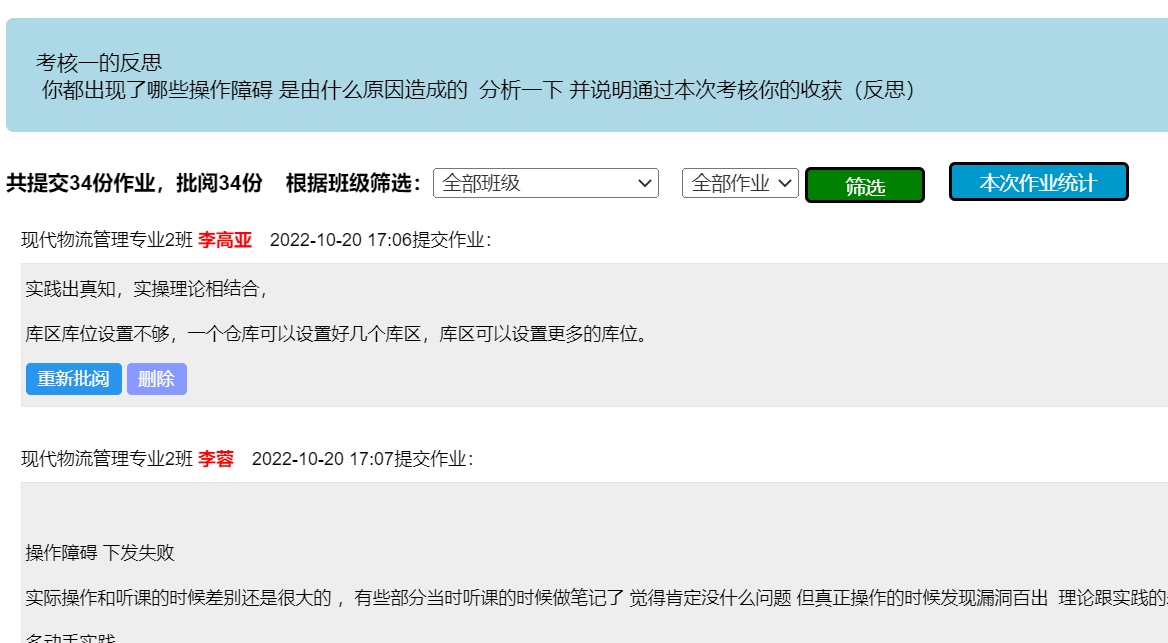 考核一的反思
你都出现了哪些操作障碍 是由什么原因造成的  分析一下 并说明通过本次考核你的收获（反思）
共提交34份作业，批阅34份    根据班级筛选： 全部班级 全部作业 筛选 本次作业统计
现代物流管理专业2班 李高亚    2022-10-20 17:06提交作业：
实践出真知，实操理论相结合，
库区库位设置不够，一个仓库可以设置好几个库区，库区可以设置更多的库位。
重新批阅 删除
现代物流管理专业2班 李蓉    2022-10-20 17:07提交作业：
操作障碍 下发失败
实际操作和听课的时候差别还是很大的 ，有些部分当时听课的时候做笔记了 觉得肯定没什么问题 但真正操作的时候发现漏洞百出  理论跟实践的
多动手实践